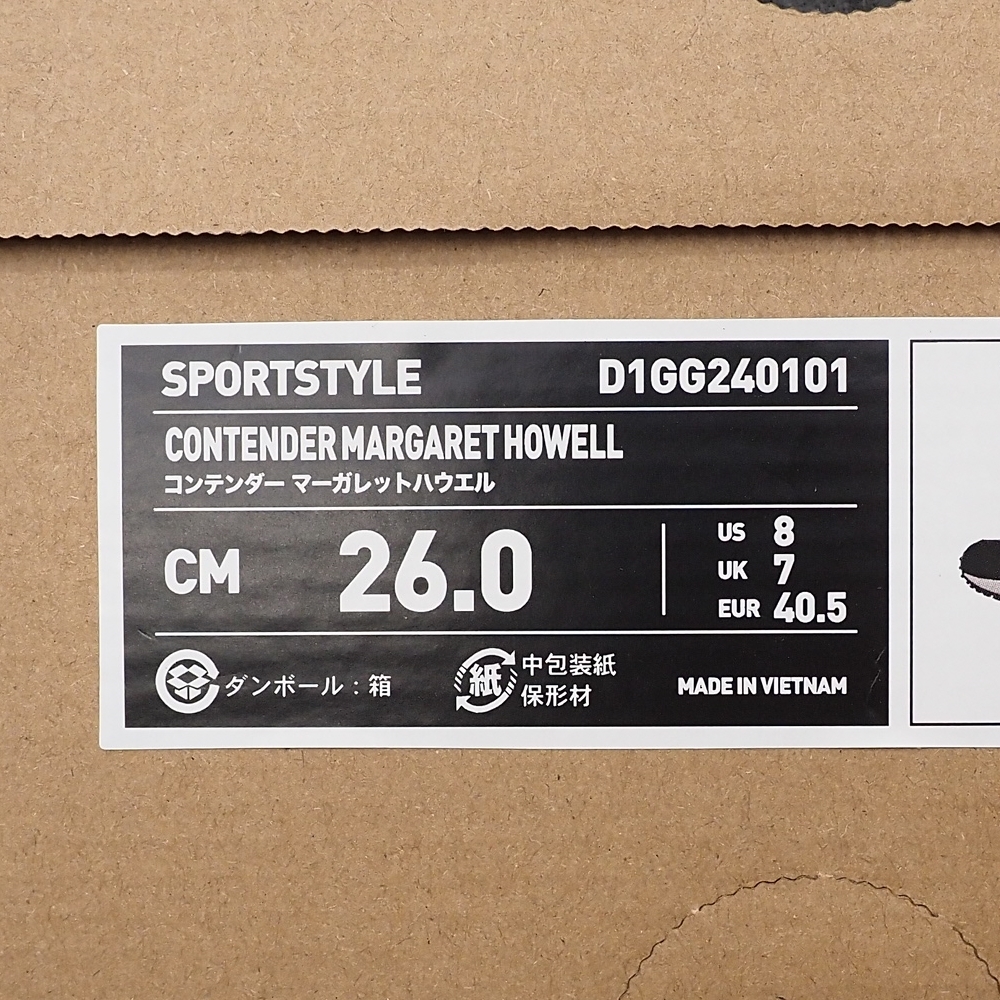 SPORTSTYLE D1GG240101
CONTENDER MARGARET HOWELL
コンテンダー マーガレットハウエル
CM 26.0
US 8
UK 7
EUR 40.5
ダンボール：箱
紙
中包装紙
保形材
MADE IN VIETNAM